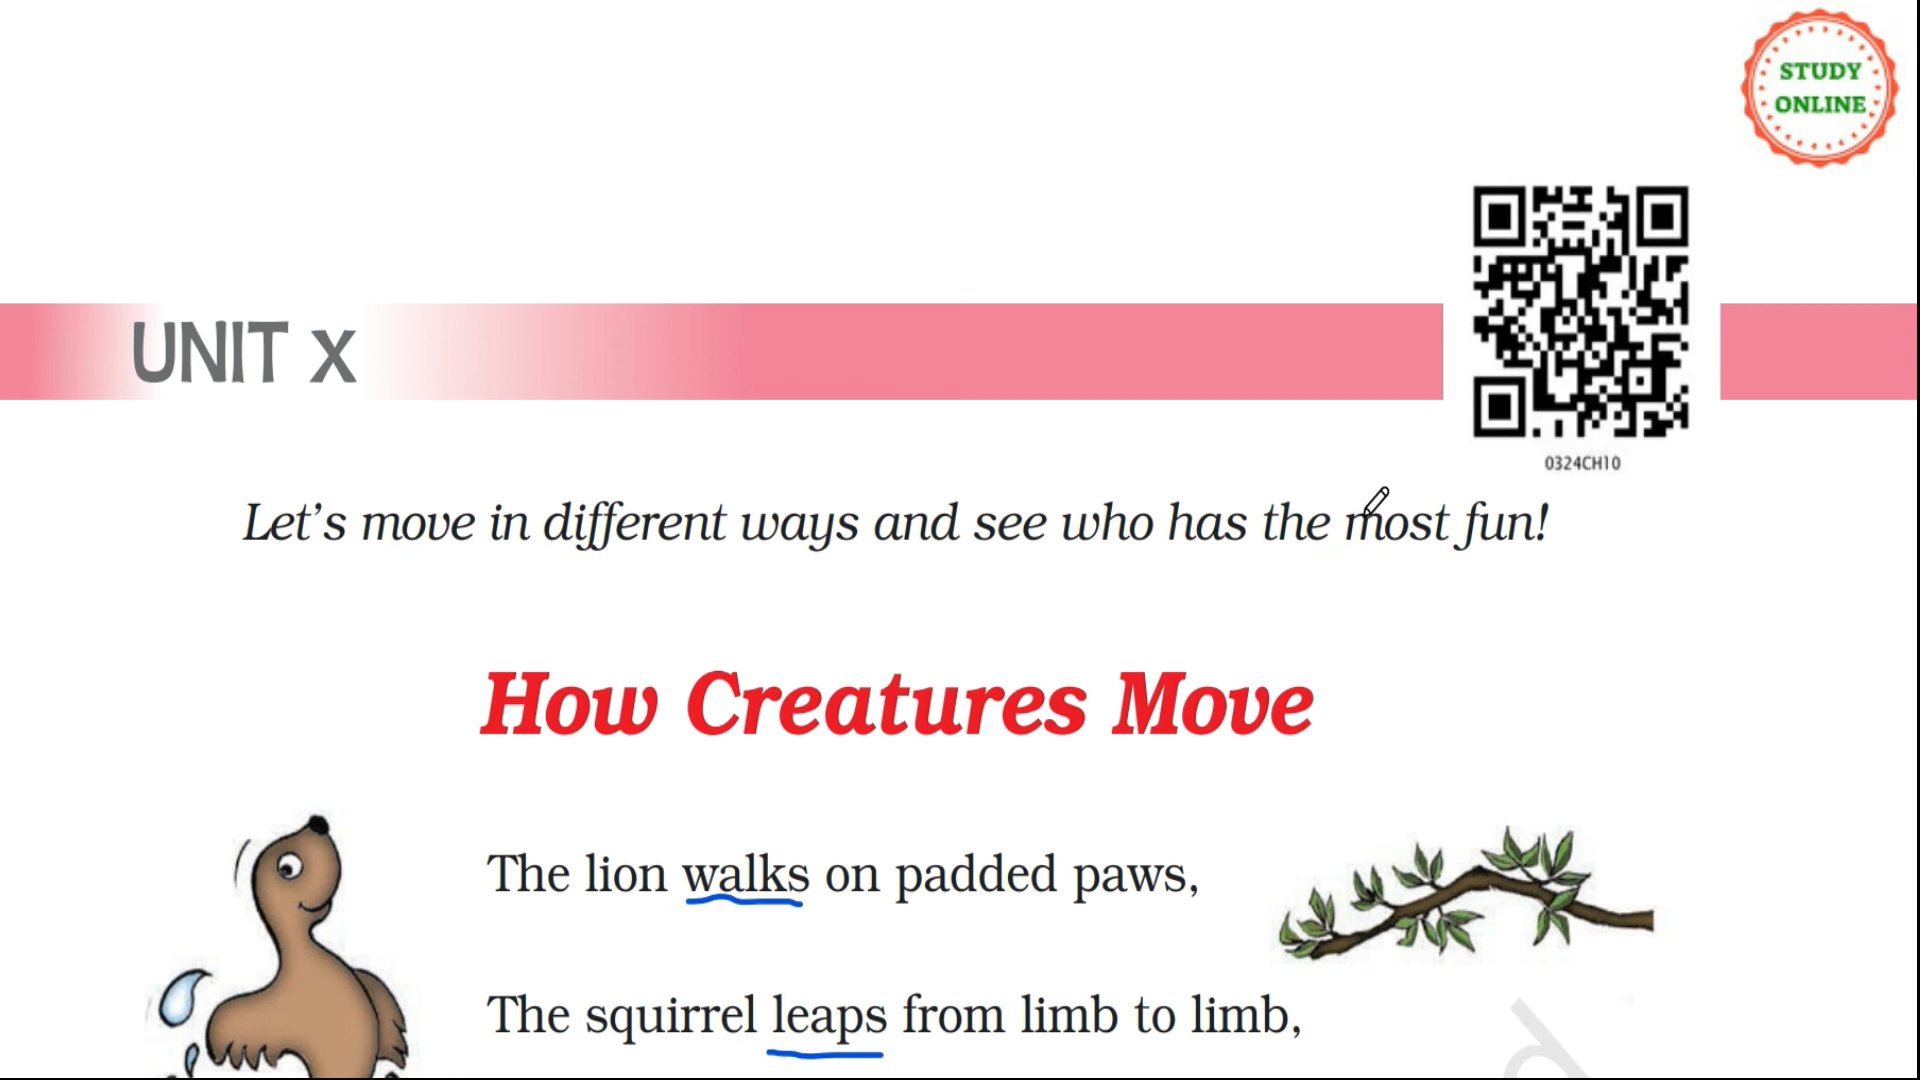 STUDY
ONLINE
UNIT x
0324CH10
Let's move in different ways and see who has the most fun!
How Creatures Move
The lion walks on padded paws,
The squirrel leaps from limb to limb,
d